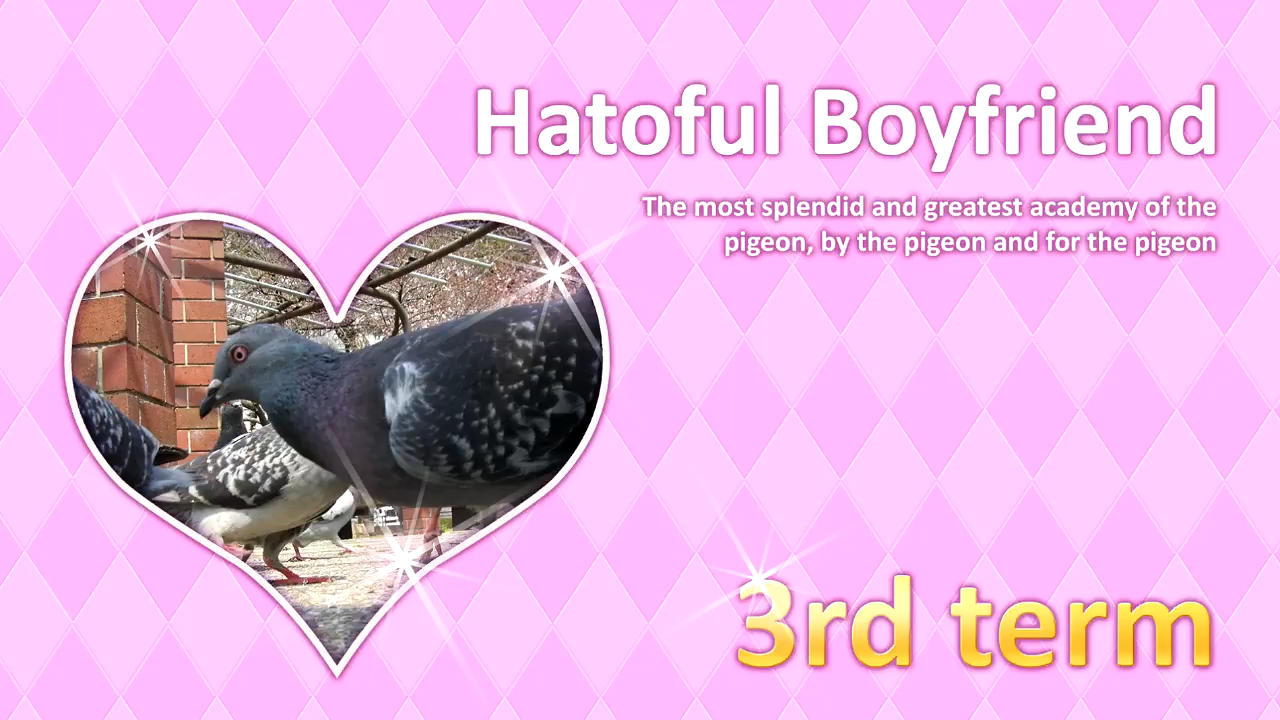 Hatoful Boyfriend
The most splendid and greatest academy of the
pigeon, by the pigeon and for the pigeon
3rd term